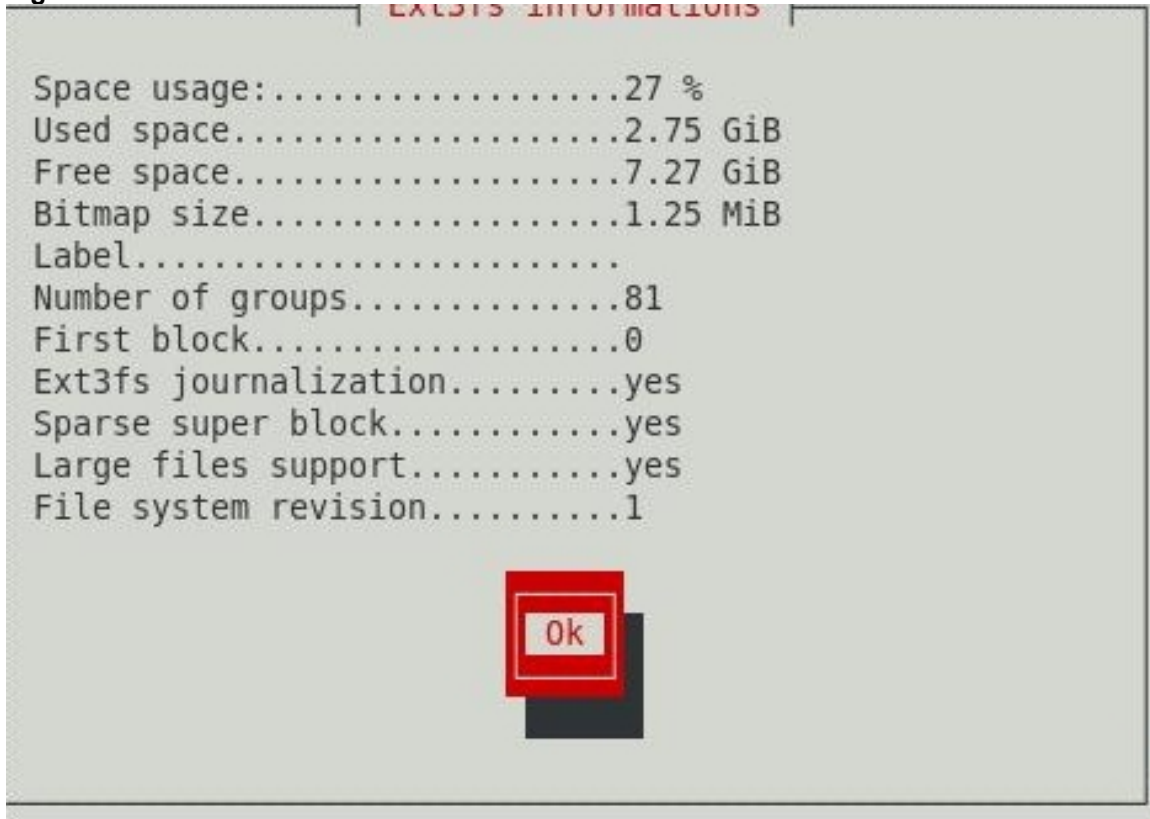 Ext3fs informations
Space usage:..................27 %
Used space....................2.75 GiB
Free space....................7.27 GiB
Bitmap size...................1.25 MiB
Label.........................
Number of groups..............81
First block...................0
Ext3fs journalization.........yes
Sparse super block............yes
Large files support...........yes
File system revision..........1
Ok